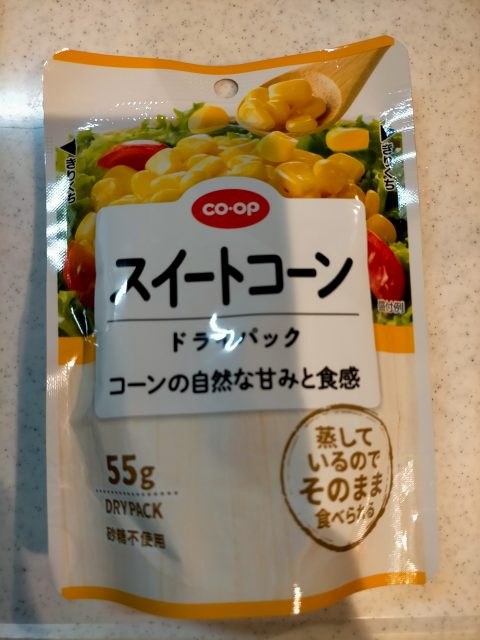 きりくち
きりくち
CO・OP
スイートコーン
ドライパック
コーンの自然な甘みと食感
55g
DRYPACK
砂糖不使用
蒸して
いるので
そのまま
食べられる